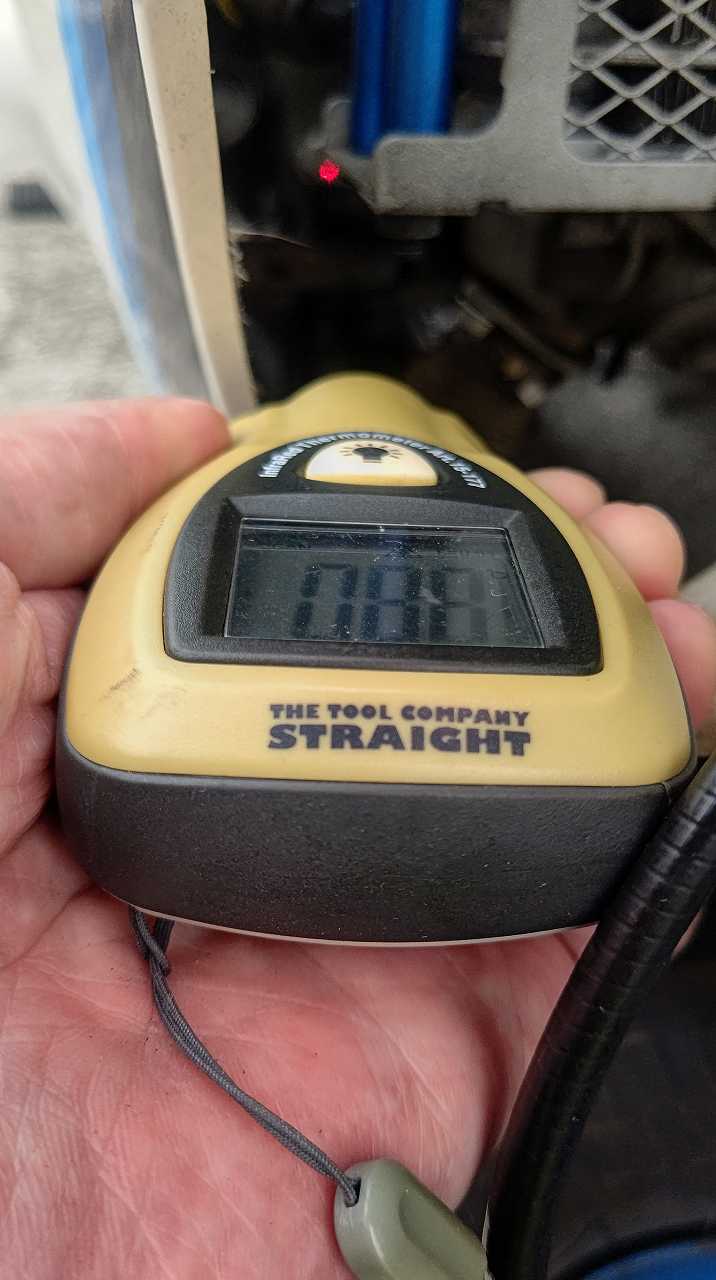 InfraRed Thermometer
THE TOOL COMPANY
STRAIGHT